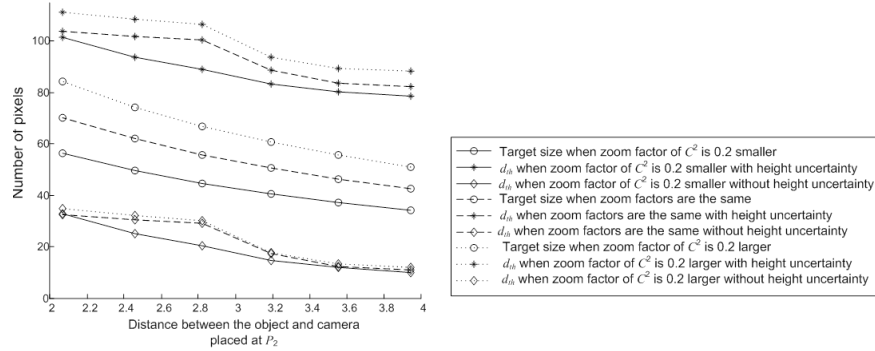 Number of pixels
100
80
60
40
20
0
2 2.2 2.4 2.6 2.8 3 3.2 3.4 3.6 3.8 4
Distance between the object and camera
placed at P₂
Target size when zoom factor of C² is 0.2 smaller
dₜₕ when zoom factor of C² is 0.2 smaller with height uncertainty
dₜₕ when zoom factor of C² is 0.2 smaller without height uncertainty
Target size when zoom factors are the same
dₜₕ when zoom factors are the same with height uncertainty
dₜₕ when zoom factors are the same without height uncertainty
Target size when zoom factor of C² is 0.2 larger
dₜₕ when zoom factor of C² is 0.2 larger with height uncertainty
dₜₕ when zoom factor of C² is 0.2 larger without height uncertainty